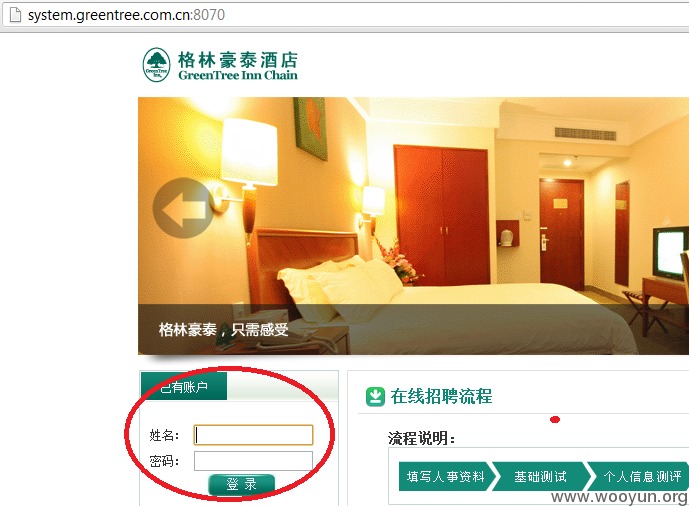 system.greentree.com.cn:8070
格林豪泰酒店
GreenTree Inn Chain
GreenTree
Inn.
格林豪泰，只需感受
已有账户
姓名：
密码：
登 录
在线招聘流程
流程说明：
填写人事资料
基础测试
个人信息测评
www.wooyun.org